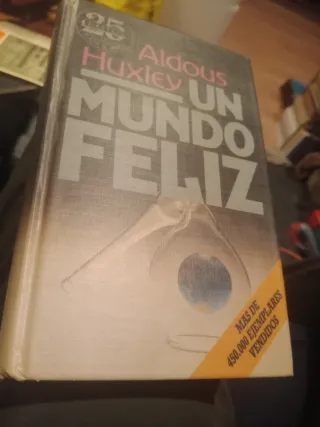 25
Aldous
Huxley
UN
MUNDO
FELIZ
MAS DE
450.000 EJEMPLARES
VENDIDOS